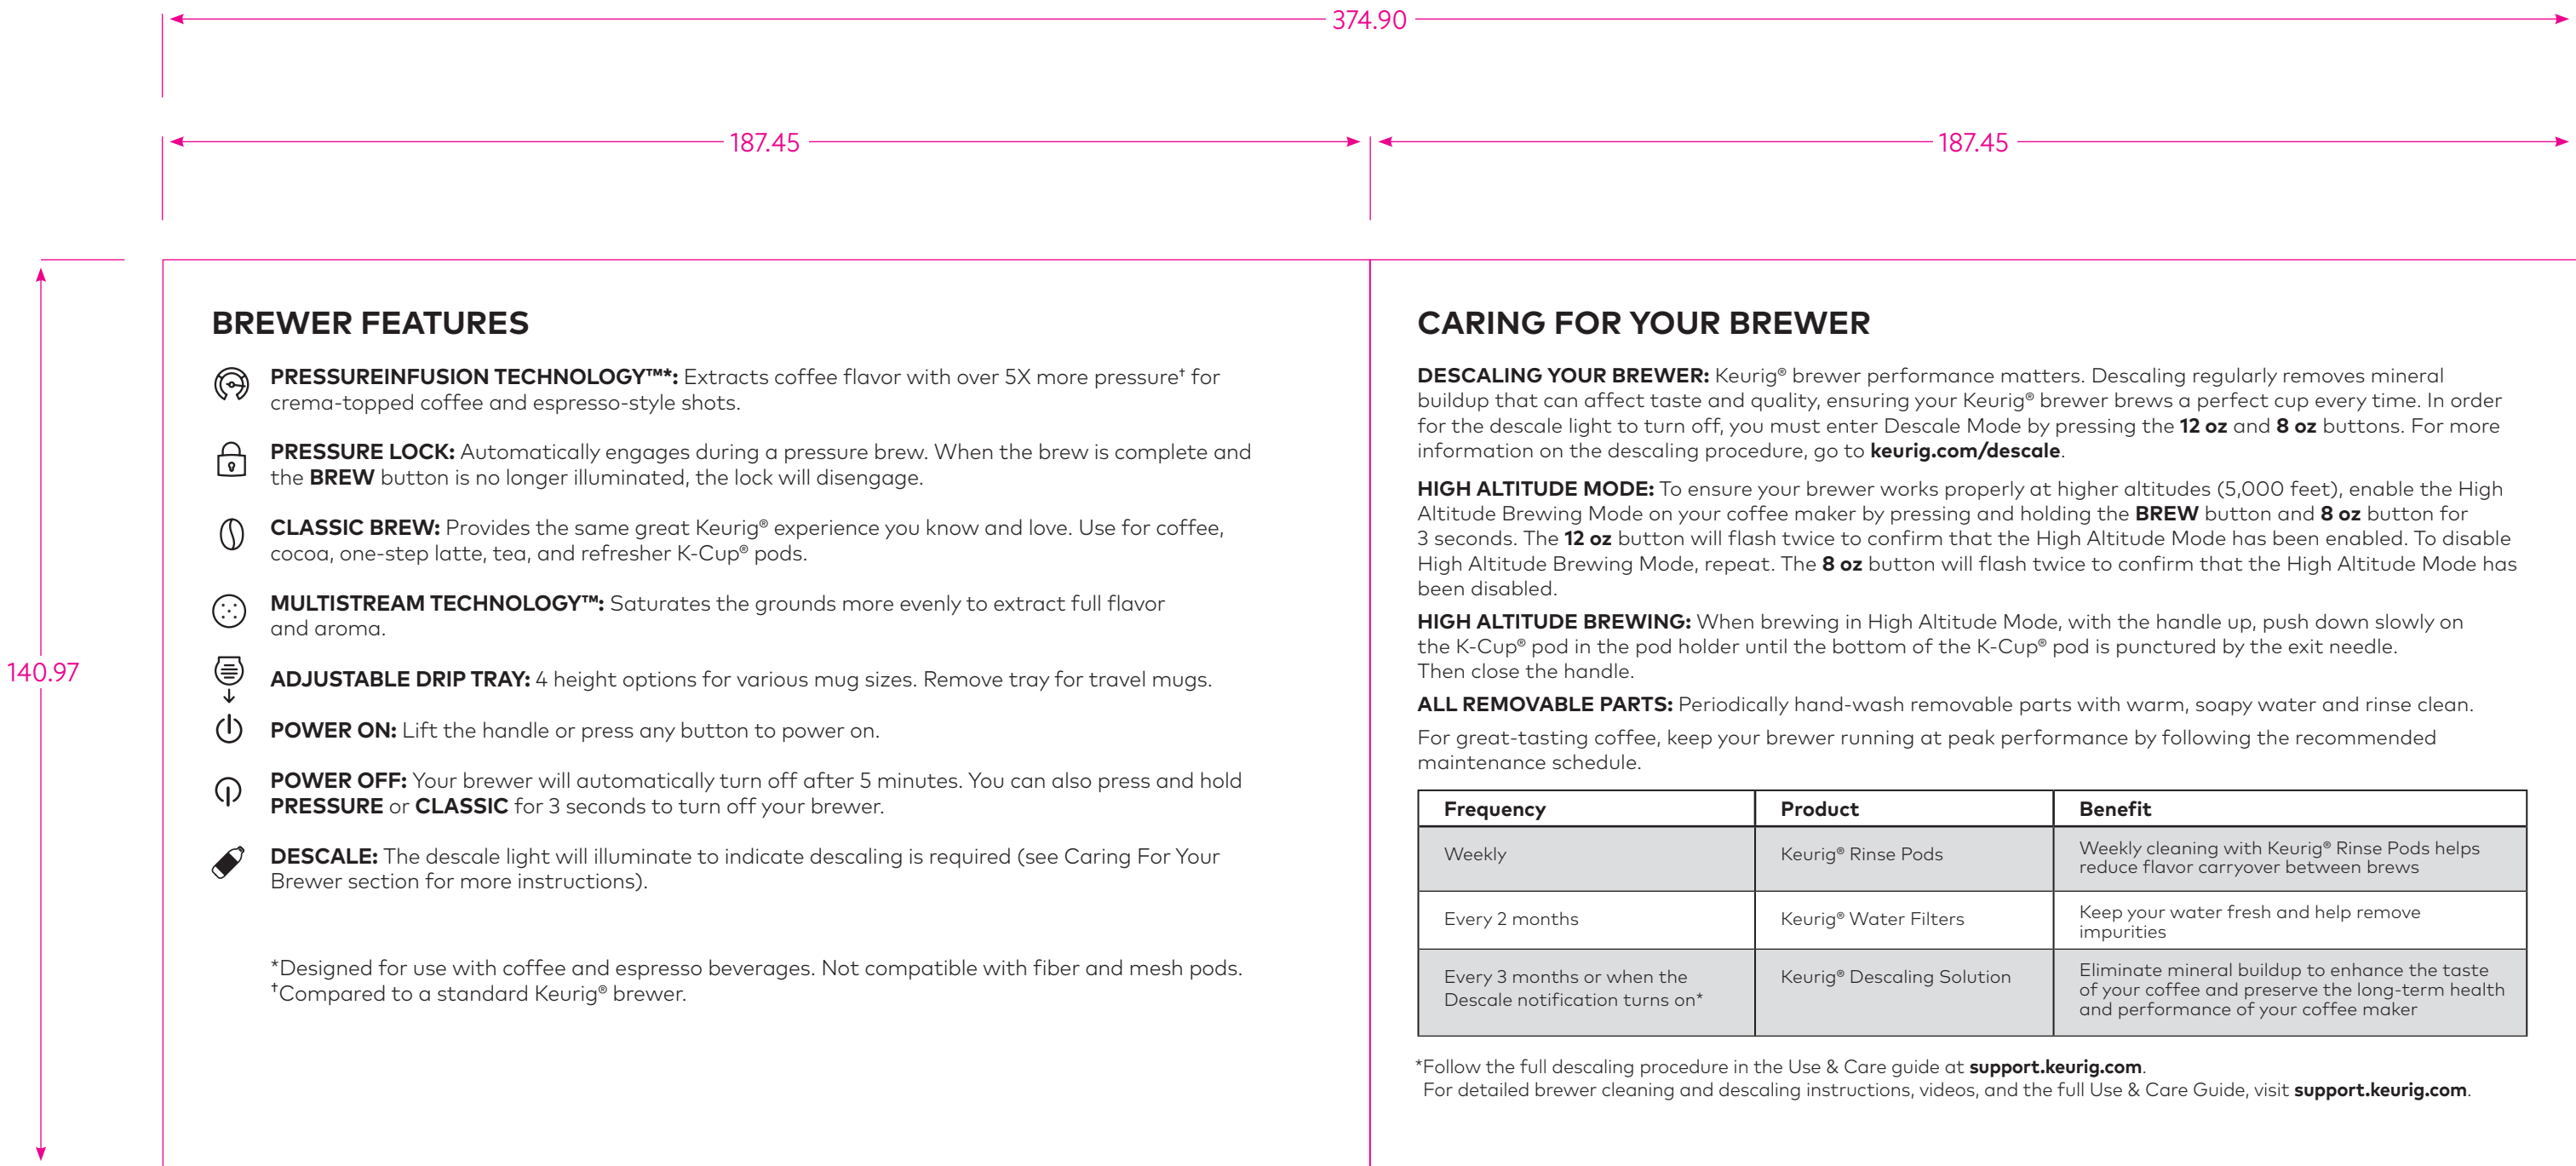 374.90
187.45
187.45
140.97
BREWER FEATURES
PRESSUREINFUSION TECHNOLOGY™*: Extracts coffee flavor with over 5X more pressure† for
crema-topped coffee and espresso-style shots.
PRESSURE LOCK: Automatically engages during a pressure brew. When the brew is complete and
the BREW button is no longer illuminated, the lock will disengage.
CLASSIC BREW: Provides the same great Keurig® experience you know and love. Use for coffee,
cocoa, one-step latte, tea, and refresher K-Cup® pods.
MULTISTREAM TECHNOLOGY™: Saturates the grounds more evenly to extract full flavor
and aroma.
ADJUSTABLE DRIP TRAY: 4 height options for various mug sizes. Remove tray for travel mugs.
POWER ON: Lift the handle or press any button to power on.
POWER OFF: Your brewer will automatically turn off after 5 minutes. You can also press and hold
PRESSURE or CLASSIC for 3 seconds to turn off your brewer.
DESCALE: The descale light will illuminate to indicate descaling is required (see Caring For Your
Brewer section for more instructions).
*Designed for use with coffee and espresso beverages. Not compatible with fiber and mesh pods.
†Compared to a standard Keurig® brewer.
CARING FOR YOUR BREWER
DESCALING YOUR BREWER: Keurig® brewer performance matters. Descaling regularly removes mineral
buildup that can affect taste and quality, ensuring your Keurig® brewer brews a perfect cup every time. In order
for the descale light to turn off, you must enter Descale Mode by pressing the 12 oz and 8 oz buttons. For more
information on the descaling procedure, go to keurig.com/descale.
HIGH ALTITUDE MODE: To ensure your brewer works properly at higher altitudes (5,000 feet), enable the High
Altitude Brewing Mode on your coffee maker by pressing and holding the BREW button and 8 oz button for
3 seconds. The 12 oz button will flash twice to confirm that the High Altitude Mode has been enabled. To disable
High Altitude Brewing Mode, repeat. The 8 oz button will flash twice to confirm that the High Altitude Mode has
been disabled.
HIGH ALTITUDE BREWING: When brewing in High Altitude Mode, with the handle up, push down slowly on
the K-Cup® pod in the pod holder until the bottom of the K-Cup® pod is punctured by the exit needle.
Then close the handle.
ALL REMOVABLE PARTS: Periodically hand-wash removable parts with warm, soapy water and rinse clean.
For great-tasting coffee, keep your brewer running at peak performance by following the recommended
maintenance schedule.
Frequency Product Benefit
Weekly Keurig® Rinse Pods Weekly cleaning with Keurig® Rinse Pods helps
reduce flavor carryover between brews
Every 2 months Keurig® Water Filters Keep your water fresh and help remove
impurities
Every 3 months or when the Keurig® Descaling Solution Eliminate mineral buildup to enhance the taste
Descale notification turns on* of your coffee and preserve the long-term health
and performance of your coffee maker
*Follow the full descaling procedure in the Use & Care guide at support.keurig.com.
For detailed brewer cleaning and descaling instructions, videos, and the full Use & Care Guide, visit support.keurig.com.